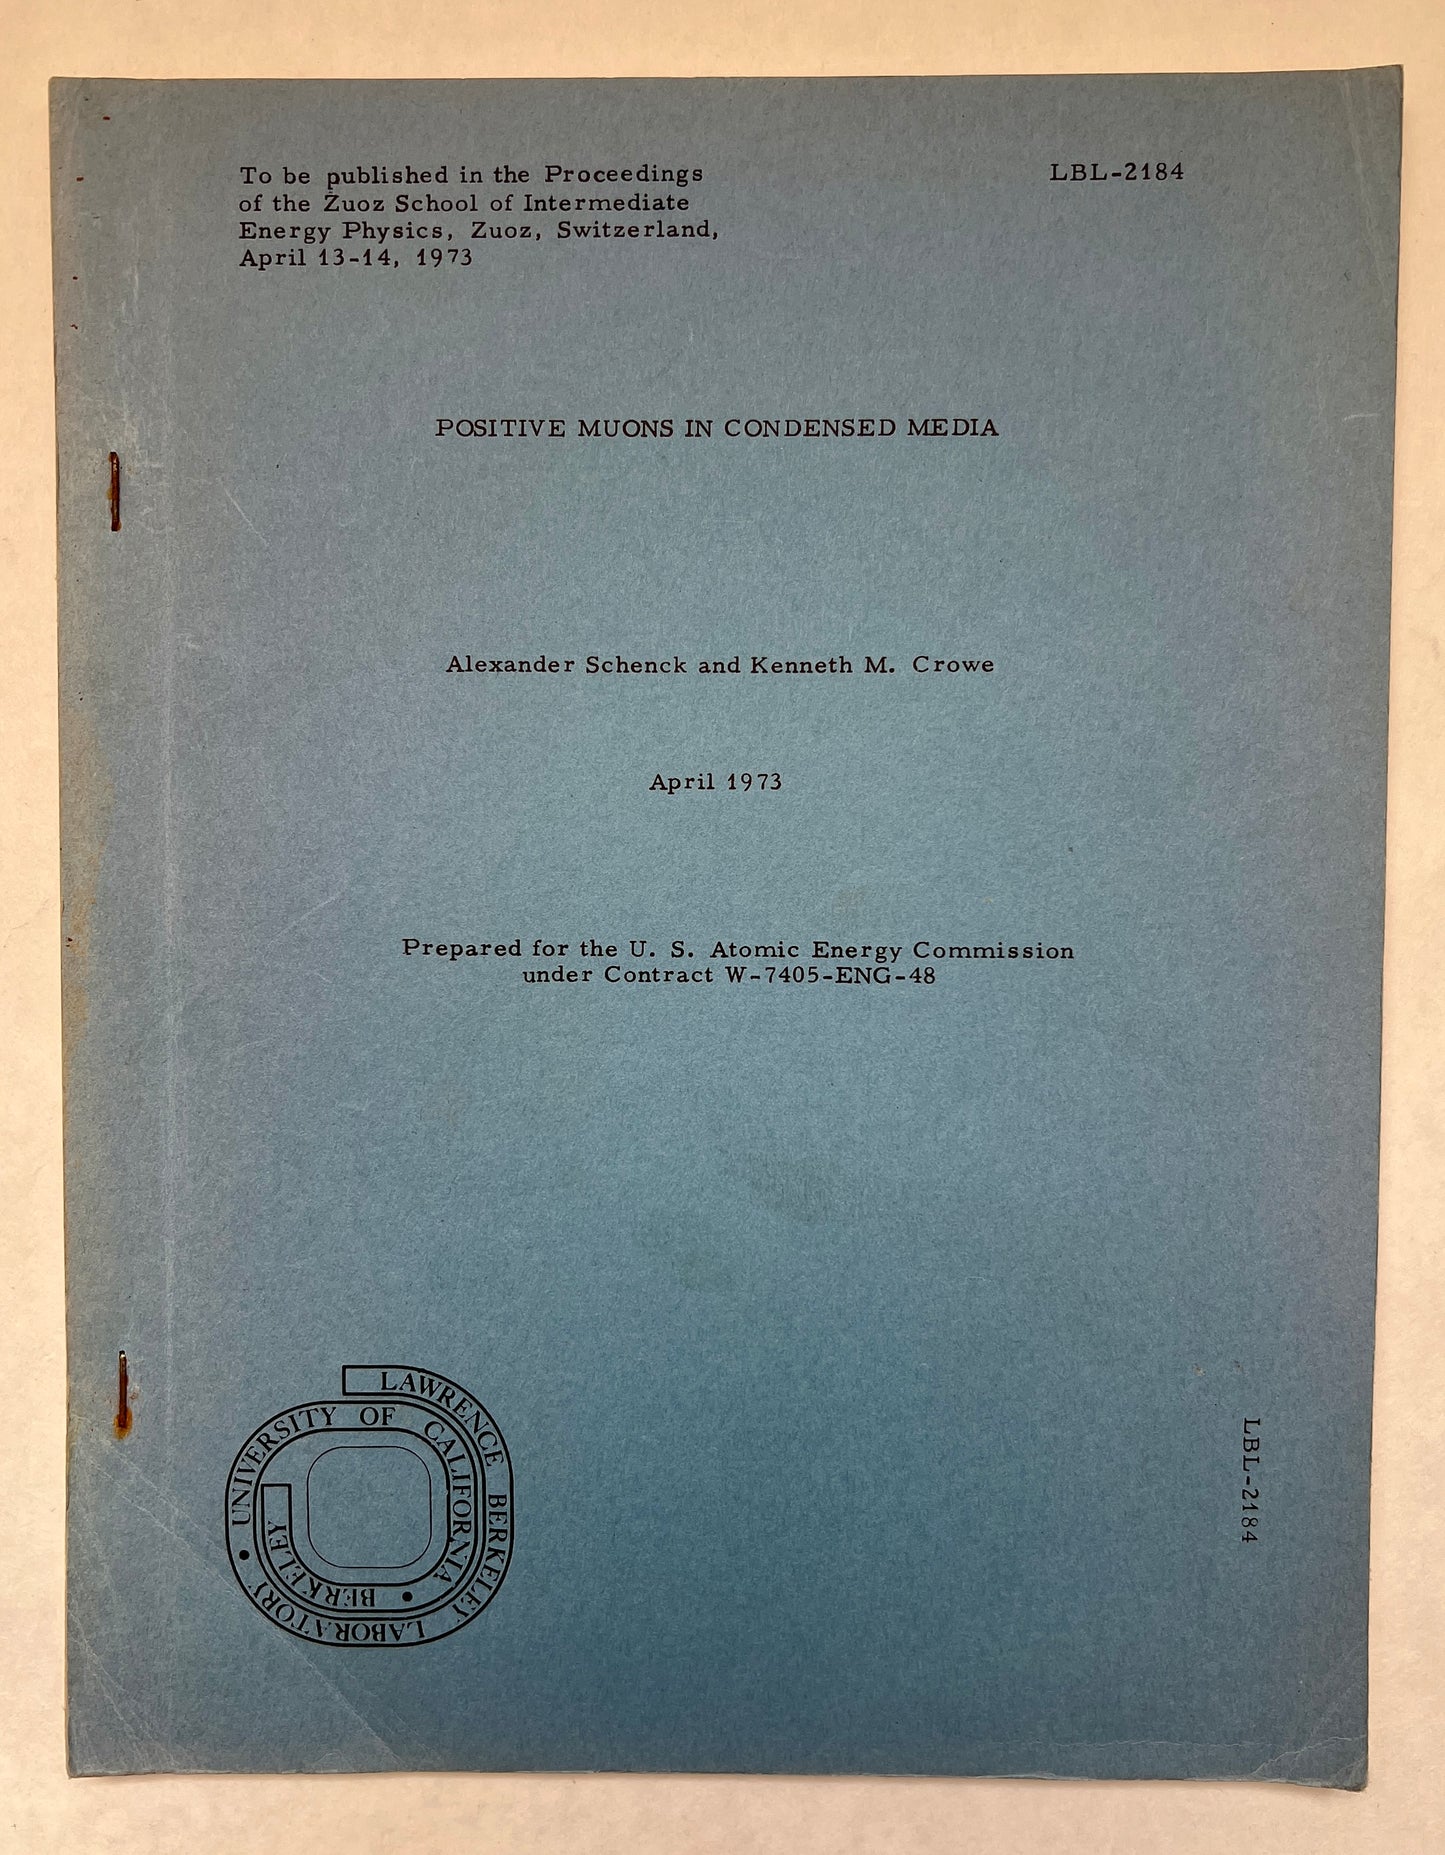 To be published in the Proceedings
of the Zuoz School of Intermediate
Energy Physics, Zuoz, Switzerland,
April 13-14, 1973
LBL-2184
POSITIVE MUONS IN CONDENSED MEDIA
Alexander Schenck and Kenneth M. Crowe
April 1973
Prepared for the U. S. Atomic Energy Commission
under Contract W-7405-ENG-48
LAWRENCE BERKELEY LABORATORY • UNIVERSITY OF CALIFORNIA • BERKELEY
LBL-2184